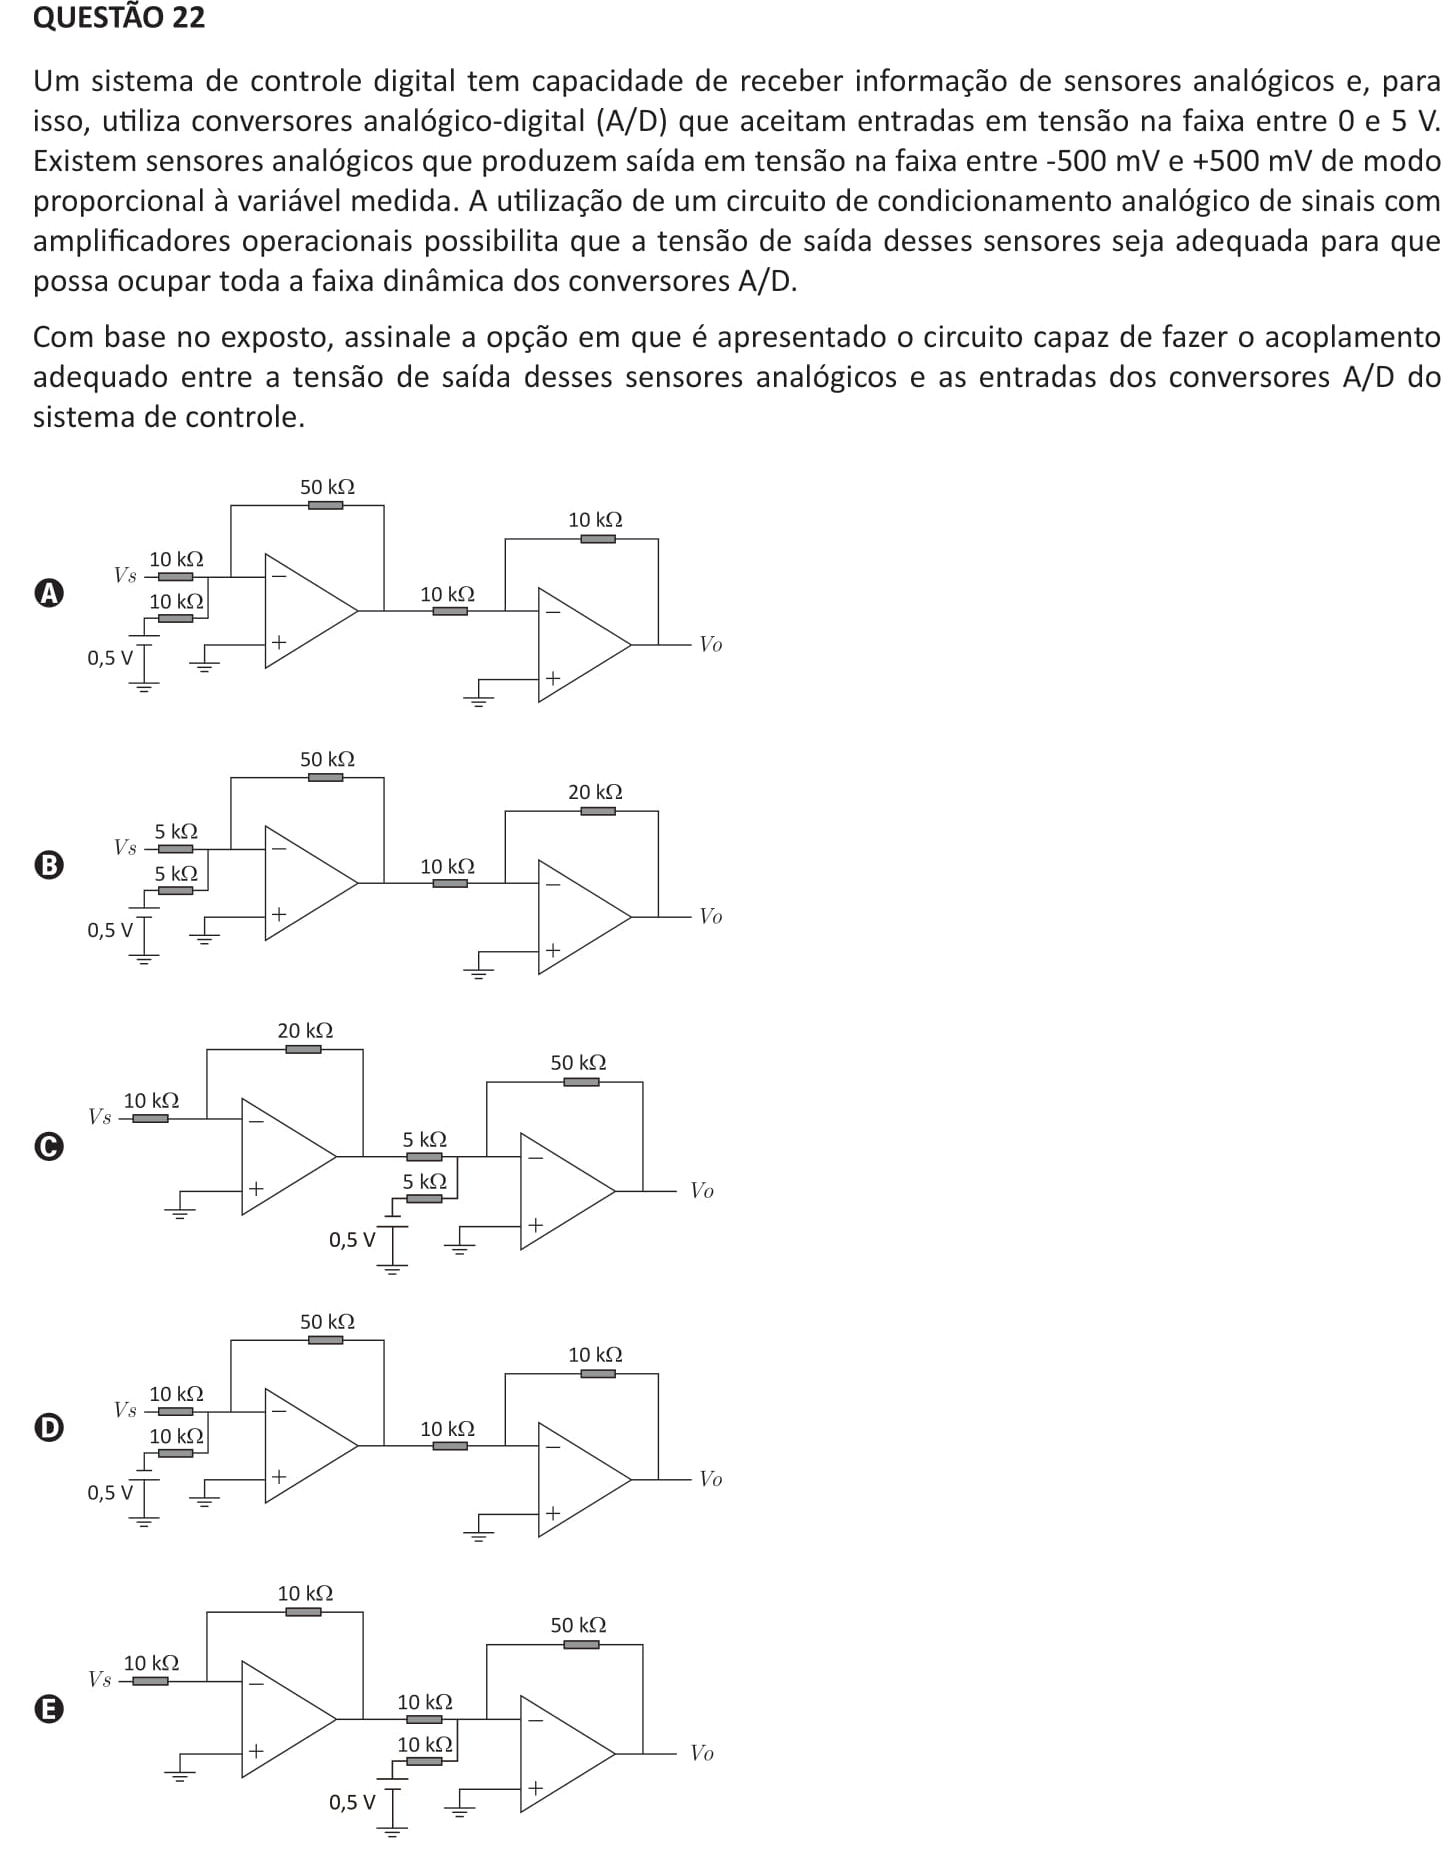 QUESTÃO 22
Um sistema de controle digital tem capacidade de receber informação de sensores analógicos e, para
isso, utiliza conversores analógico-digital (A/D) que aceitam entradas em tensão na faixa entre 0 e 5 V.
Existem sensores analógicos que produzem saída em tensão na faixa entre -500 mV e +500 mV de modo
proporcional à variável medida. A utilização de um circuito de condicionamento analógico de sinais com
amplificadores operacionais possibilita que a tensão de saída desses sensores seja adequada para que
possa ocupar toda a faixa dinâmica dos conversores A/D.
Com base no exposto, assinale a opção em que é apresentado o circuito capaz de fazer o acoplamento
adequado entre a tensão de saída desses sensores analógicos e as entradas dos conversores A/D do
sistema de controle.
A
50 kΩ
10 kΩ
10 kΩ
Vs
10 kΩ
10 kΩ
0,5 V
Vo
−
+
−
+
B
50 kΩ
20 kΩ
5 kΩ
Vs
5 kΩ
10 kΩ
0,5 V
Vo
−
+
−
+
C
20 kΩ
50 kΩ
10 kΩ
Vs
5 kΩ
5 kΩ
0,5 V
Vo
−
+
−
+
D
50 kΩ
10 kΩ
10 kΩ
Vs
10 kΩ
10 kΩ
0,5 V
Vo
−
+
−
+
E
10 kΩ
50 kΩ
10 kΩ
Vs
10 kΩ
10 kΩ
0,5 V
Vo
−
+
−
+